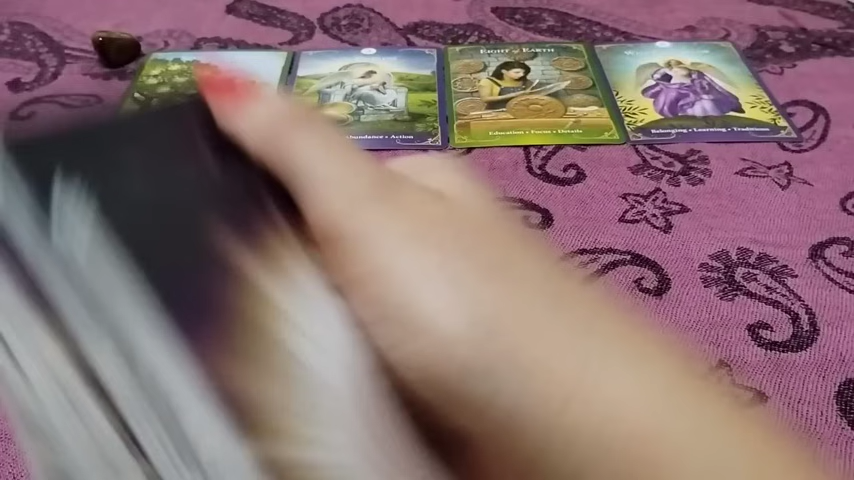 Abundance • Action
EIGHT of EARTH
Education • Focus • Details
Belonging • Learning • Traditions